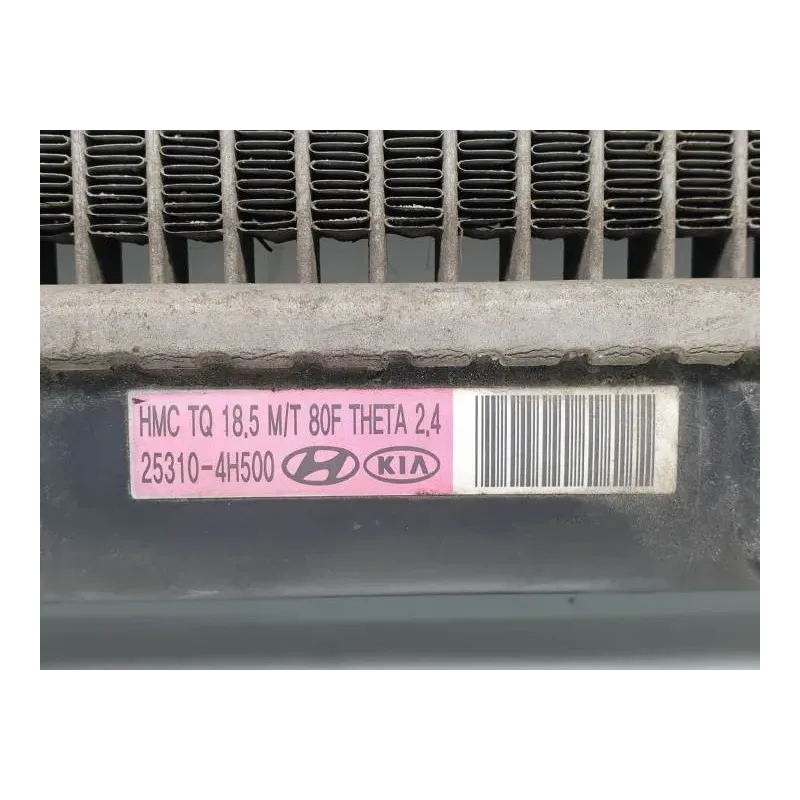 HMC TQ 18,5 M/T 80F THETA 2,4
25310-4H500 KIA